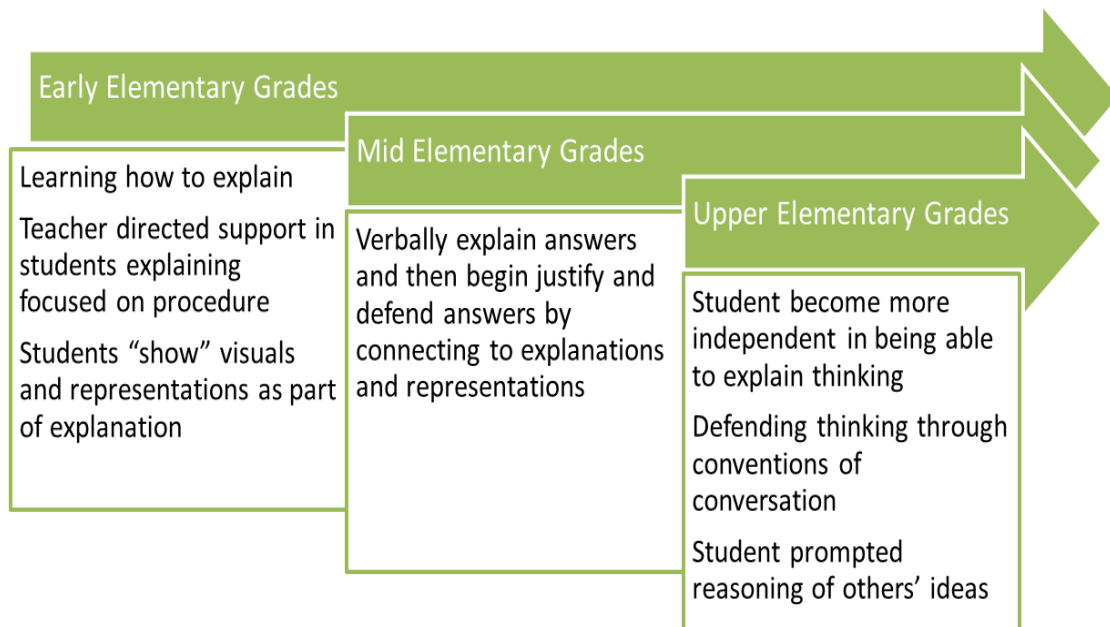 Early Elementary Grades
Learning how to explain
Teacher directed support in
students explaining
focused on procedure
Students “show” visuals
and representations as part
of explanation
Mid Elementary Grades
Verbally explain answers
and then begin justify and
defend answers by
connecting to explanations
and representations
Upper Elementary Grades
Student become more
independent in being able
to explain thinking
Defending thinking through
conventions of
conversation
Student prompted
reasoning of others’ ideas